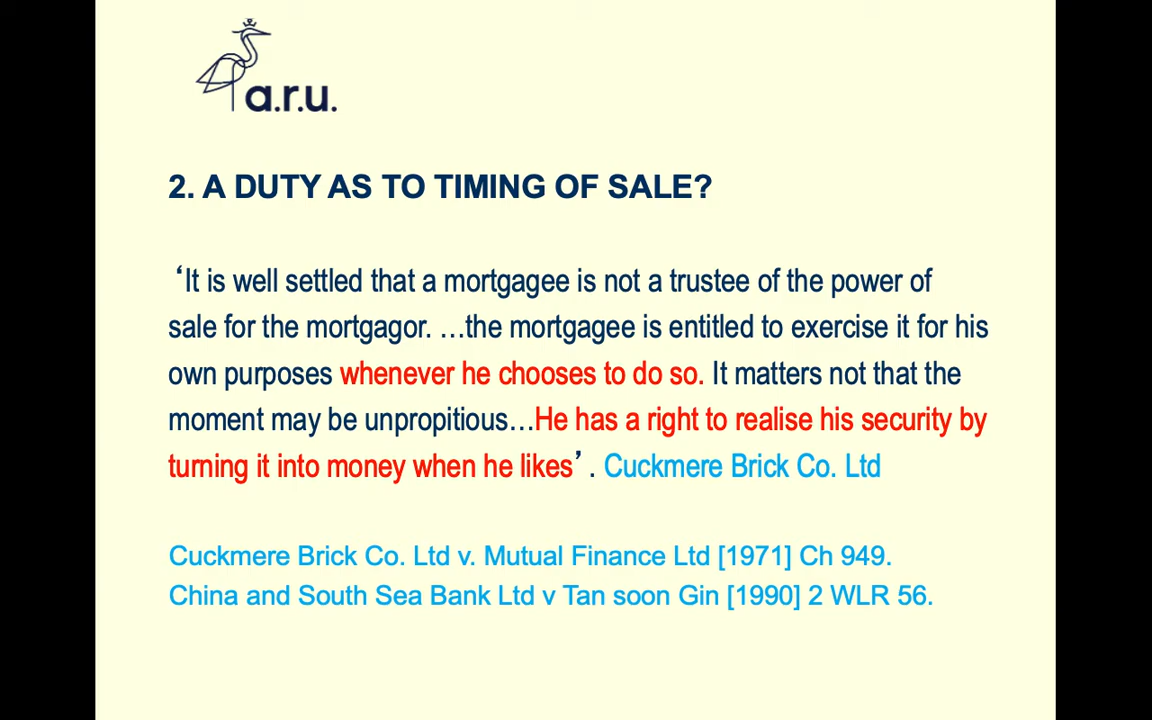 a.r.u.
2. A DUTY AS TO TIMING OF SALE?
‘It is well settled that a mortgagee is not a trustee of the power of
sale for the mortgagor. …the mortgagee is entitled to exercise it for his
own purposes whenever he chooses to do so. It matters not that the
moment may be unpropitious…He has a right to realise his security by
turning it into money when he likes’ . Cuckmere Brick Co. Ltd
Cuckmere Brick Co. Ltd v. Mutual Finance Ltd [1971] Ch 949.
China and South Sea Bank Ltd v Tan soon Gin [1990] 2 WLR 56.